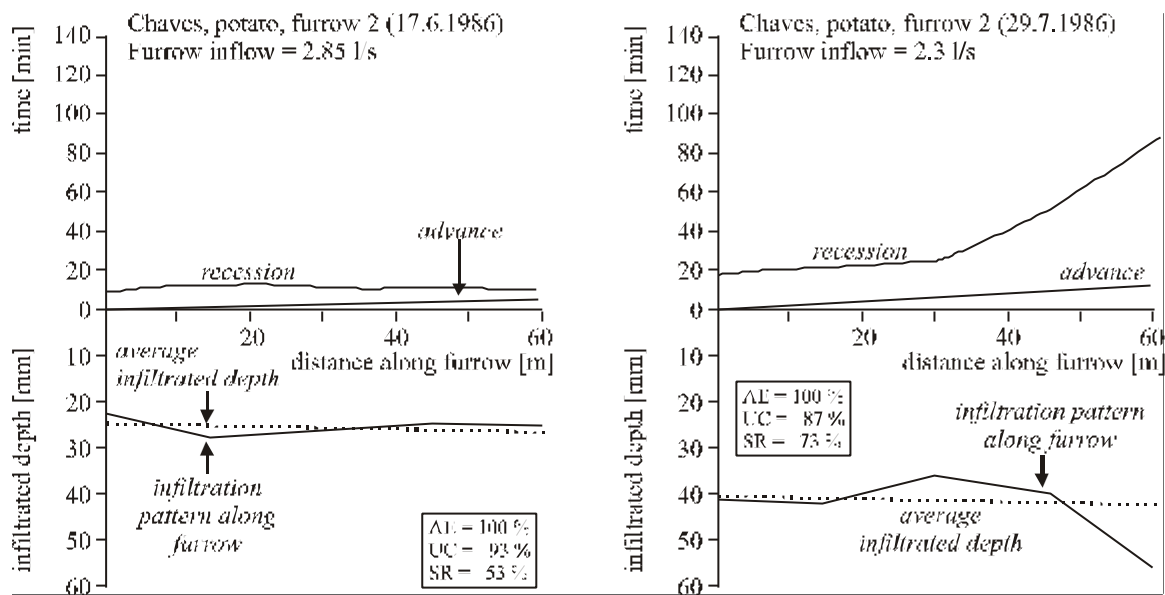 Chaves, potato, furrow 2 (17.6.1986)
Furrow inflow = 2.85 l/s
time [min]
140
120
100
80
60
40
20
0
advance
recession
20
40
60
distance along furrow [m]
infiltrated depth [mm]
10
20
30
40
50
60
average
infiltrated depth
infiltration
pattern along
furrow
AE = 100 %
UC = 93 %
SR = 53 %
Chaves, potato, furrow 2 (29.7.1986)
Furrow inflow = 2.3 l/s
time [min]
140
120
100
80
60
40
20
0
recession
advance
20
40
60
distance along furrow [m]
infiltrated depth [mm]
10
20
30
40
50
60
AE = 100 %
UC = 87 %
SR = 73 %
infiltration pattern
along furrow
average
infiltrated depth